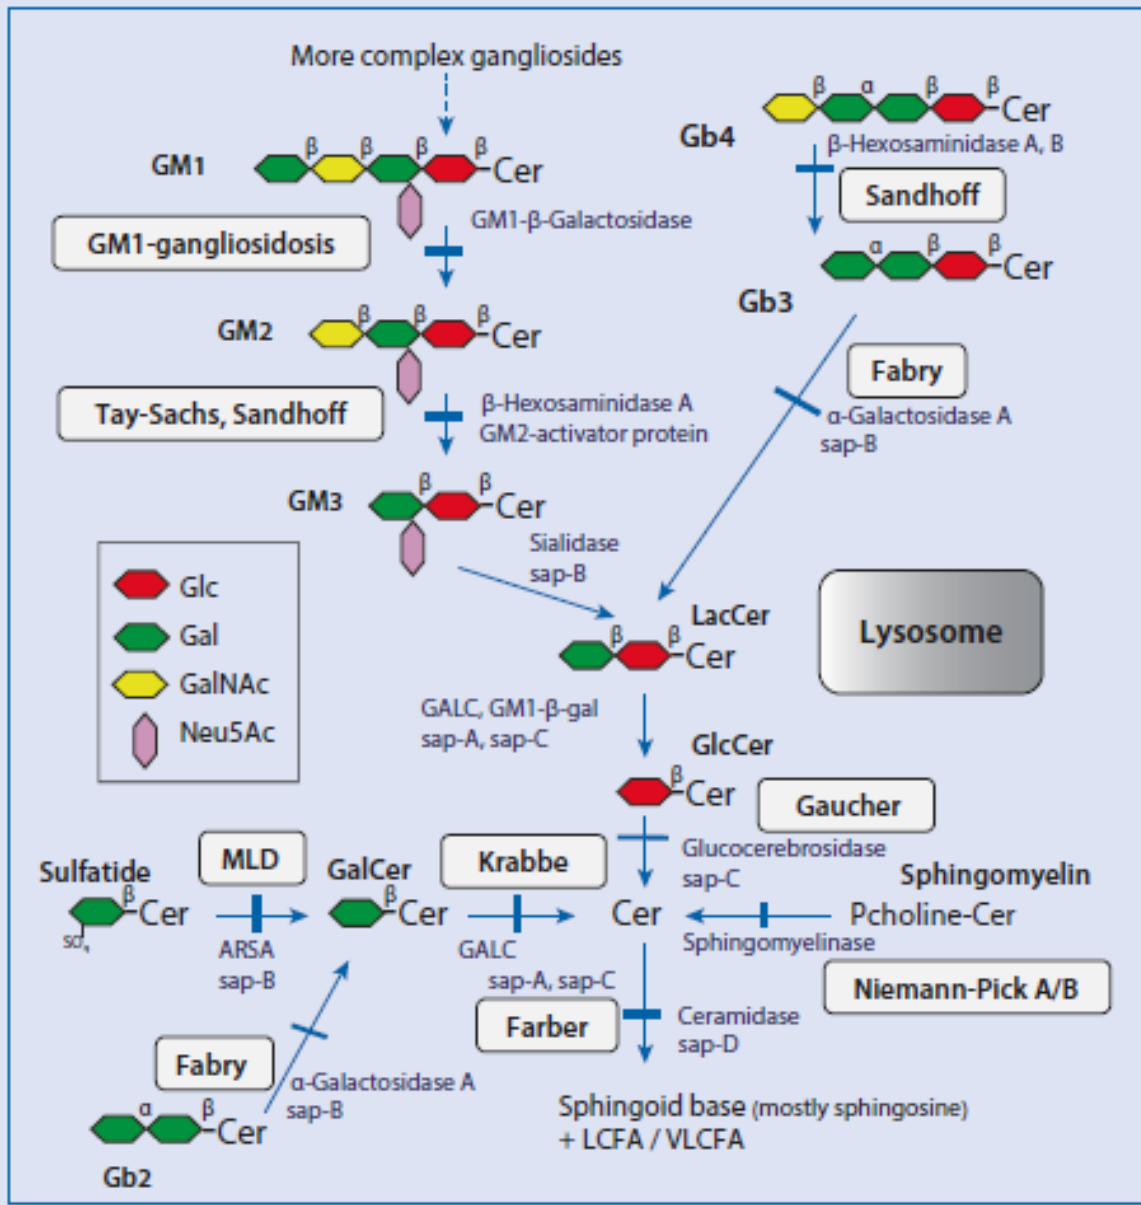 More complex gangliosides
GM1
β β β β
Cer
GM1-gangliosidosis
GM1-β-Galactosidase
GM2
β β β
Cer
Tay-Sachs, Sandhoff
β-Hexosaminidase A
GM2-activator protein
GM3
β β
Cer
Sialidase
sap-B
Gb4
β α β β
Cer
β-Hexosaminidase A, B
Sandhoff
α β β
Cer
Gb3
Fabry
α-Galactosidase A
sap-B
Glc
Gal
GalNAc
Neu5Ac
Lysosome
LacCer
β β
Cer
GALC, GM1-β-gal
sap-A, sap-C
GlcCer
β
Cer
Gaucher
Glucocerebrosidase
sap-C
Sulfatide
β
Cer
SO₄
MLD
ARSA
sap-B
GalCer
β
Cer
Krabbe
GALC
sap-A, sap-C
Cer
Sphingomyelin
Pcholine-Cer
Sphingomyelinase
Niemann-Pick A/B
Farber
Ceramidase
sap-D
Fabry
α-Galactosidase A
sap-B
α β
Cer
Gb2
Sphingoid base (mostly sphingosine)
+ LCFA / VLCFA